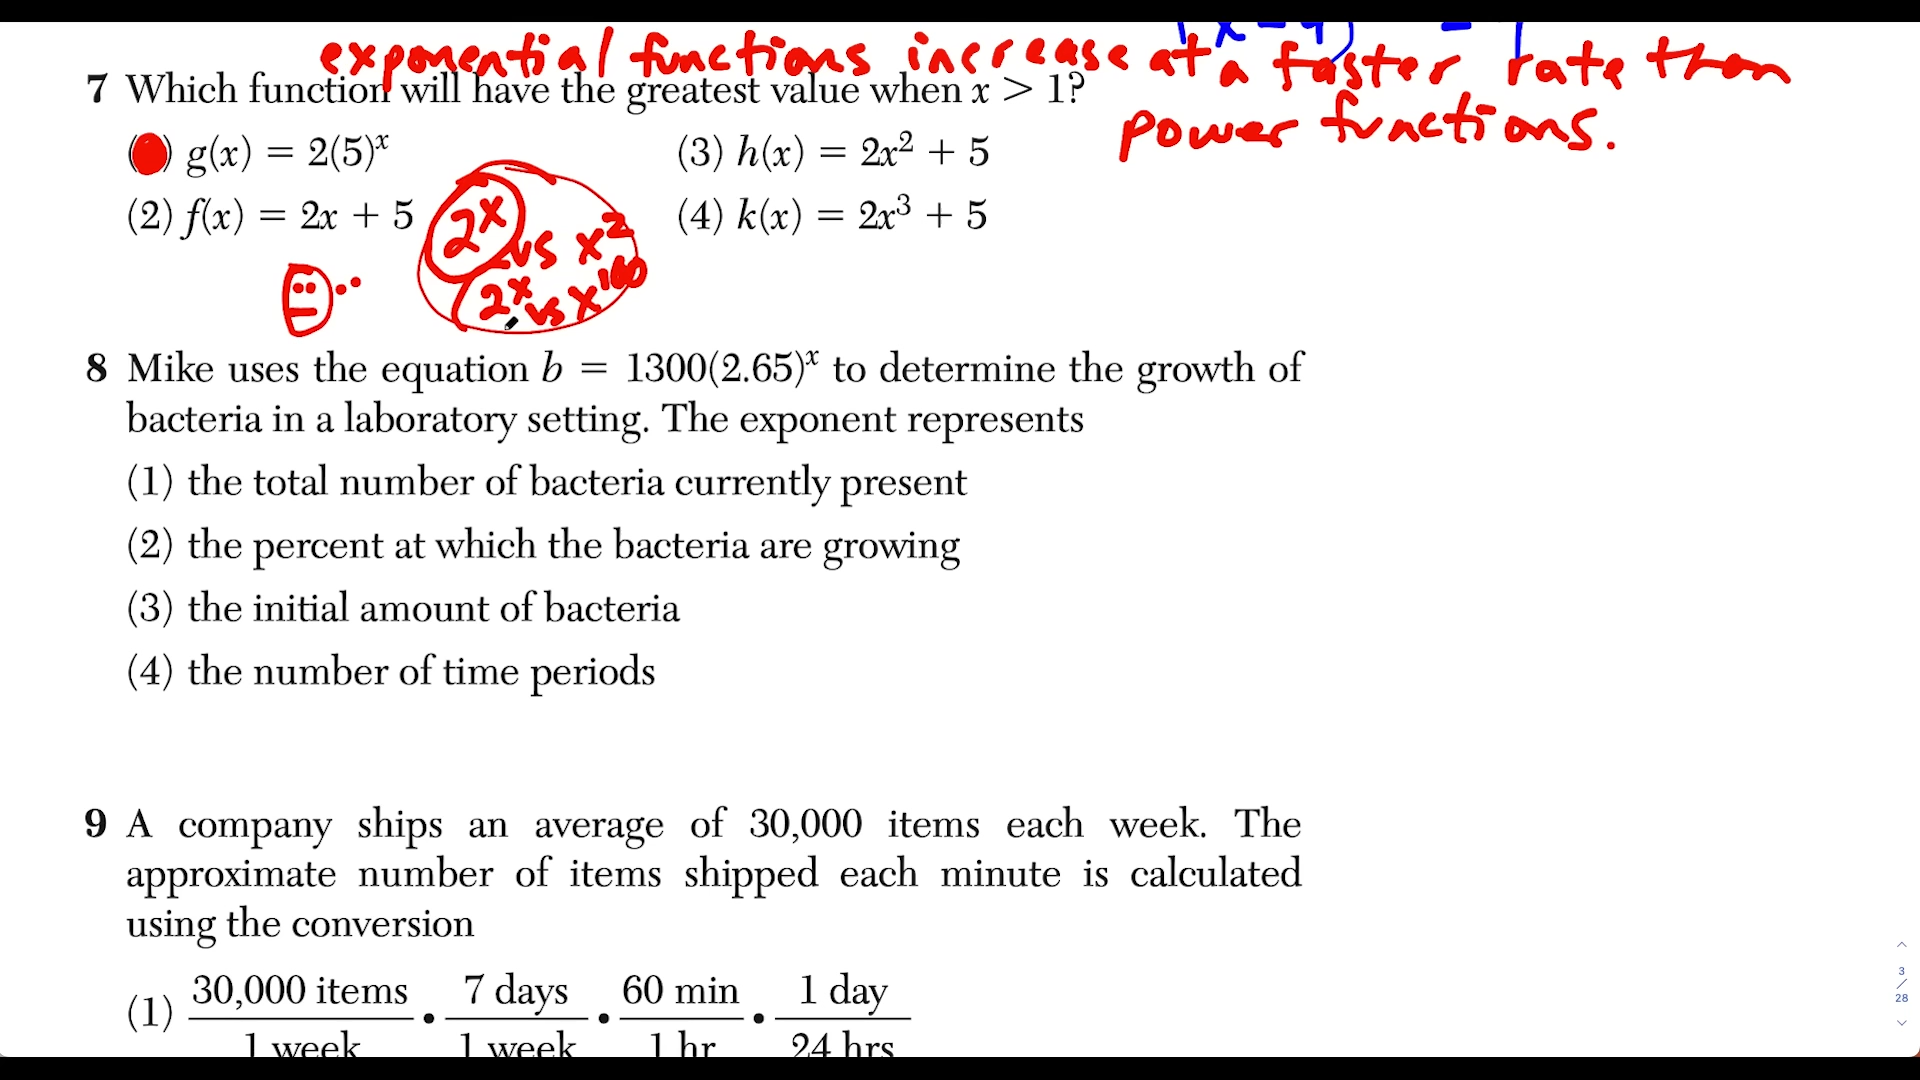 exponential functions increase at a faster rate than
power functions.
7 Which function will have the greatest value when x > 1?
( ) g(x) = 2(5)ˣ (3) h(x) = 2x² + 5
(2) f(x) = 2x + 5 (4) k(x) = 2x³ + 5
2ˣ vs x²
2ˣ vs x¹⁰⁰
8 Mike uses the equation b = 1300(2.65)ˣ to determine the growth of
bacteria in a laboratory setting. The exponent represents
(1) the total number of bacteria currently present
(2) the percent at which the bacteria are growing
(3) the initial amount of bacteria
(4) the number of time periods
9 A company ships an average of 30,000 items each week. The
approximate number of items shipped each minute is calculated
using the conversion
(1) 30,000 items / 1 week • 7 days / 1 week • 60 min / 1 hr • 1 day / 24 hrs
3
/
28